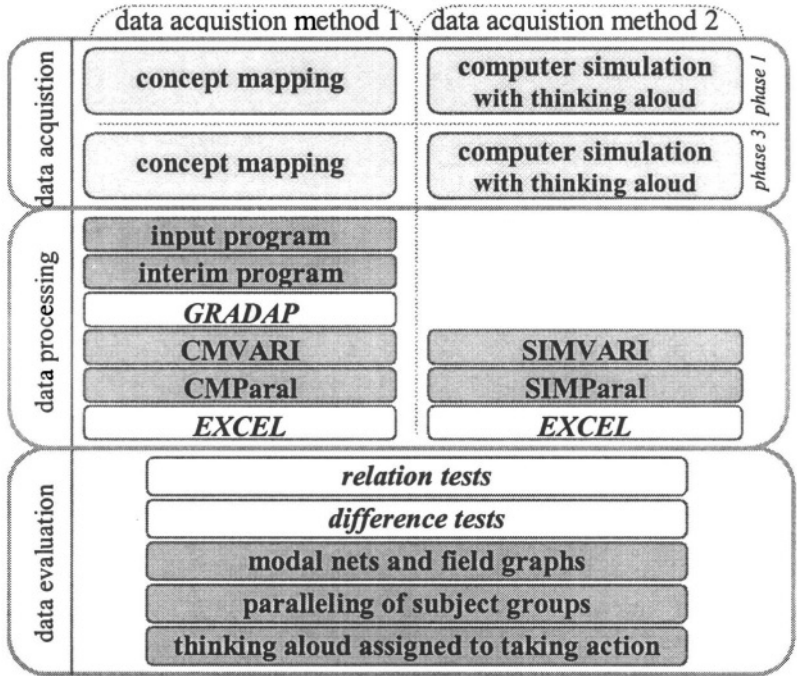 data acquistion method 1
data acquisition method 2
data acquistion
concept mapping
computer simulation
with thinking aloud
phase 1
concept mapping
computer simulation
with thinking aloud
phase 3
data processing
input program
interim program
GRADAP
CMVARI
SIMVARI
CMParal
SIMParal
EXCEL
EXCEL
data evaluation
relation tests
difference tests
modal nets and field graphs
paralleling of subject groups
thinking aloud assigned to taking action